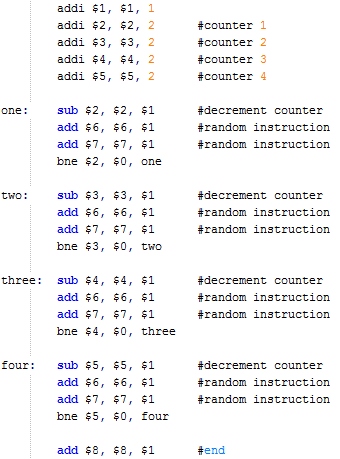 addi $1, $1, 1
addi $2, $2, 2 #counter 1
addi $3, $3, 2 #counter 2
addi $4, $4, 2 #counter 3
addi $5, $5, 2 #counter 4
one: sub $2, $2, $1 #decrement counter
add $6, $6, $1 #random instruction
add $7, $7, $1 #random instruction
bne $2, $0, one
two: sub $3, $3, $1 #decrement counter
add $6, $6, $1 #random instruction
add $7, $7, $1 #random instruction
bne $3, $0, two
three: sub $4, $4, $1 #decrement counter
add $6, $6, $1 #random instruction
add $7, $7, $1 #random instruction
bne $4, $0, three
four: sub $5, $5, $1 #decrement counter
add $6, $6, $1 #random instruction
add $7, $7, $1 #random instruction
bne $5, $0, four
add $8, $8, $1 #end